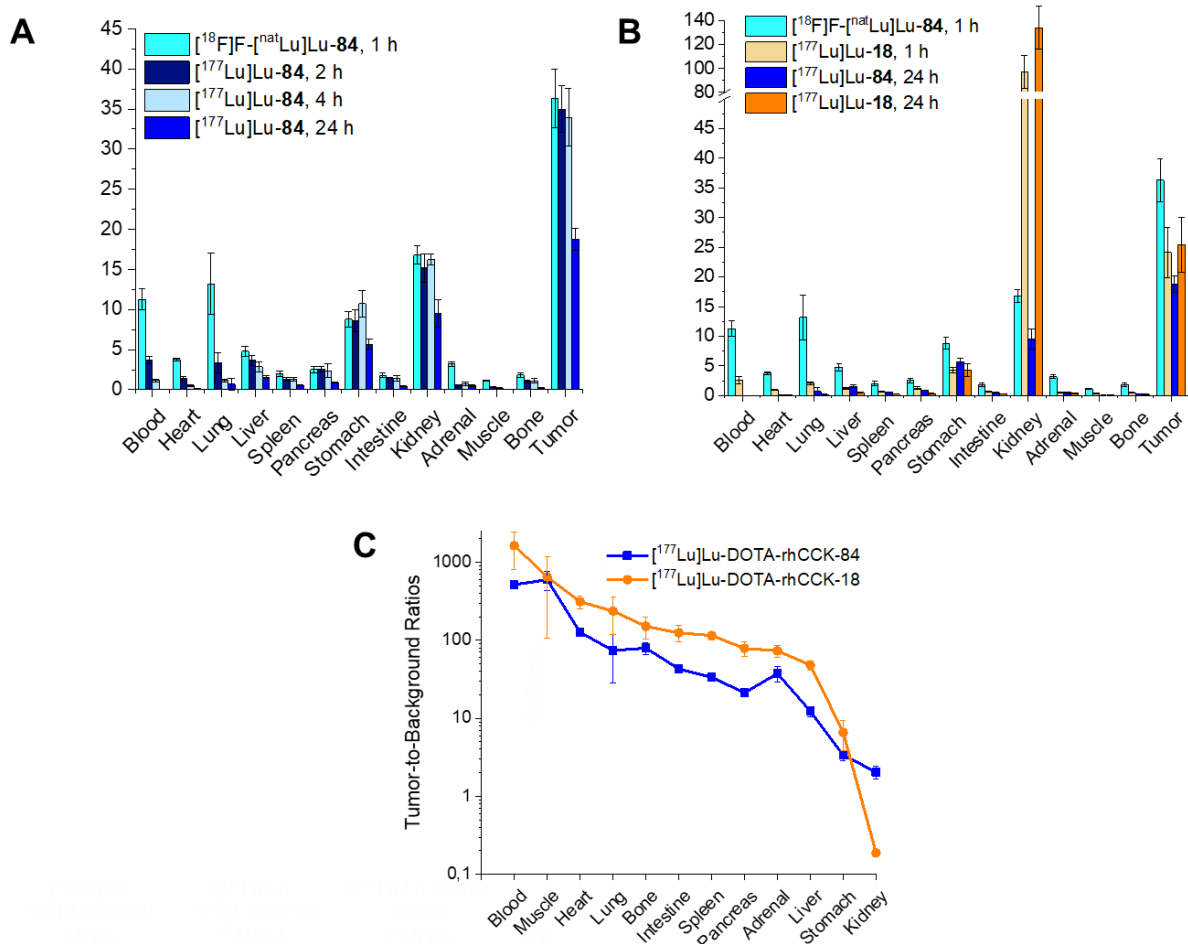 A
45
40
35
30
25
20
15
10
5
0
[¹⁸F]F-[ⁿᵃᵗLu]Lu-84, 1 h
[¹⁷⁷Lu]Lu-84, 2 h
[¹⁷⁷Lu]Lu-84, 4 h
[¹⁷⁷Lu]Lu-84, 24 h
Blood
Heart
Lung
Liver
Spleen
Pancreas
Stomach
Intestine
Kidney
Adrenal
Muscle
Bone
Tumor
B
140
120
100
80
45
40
35
30
25
20
15
10
5
0
[¹⁸F]F-[ⁿᵃᵗLu]Lu-84, 1 h
[¹⁷⁷Lu]Lu-18, 1 h
[¹⁷⁷Lu]Lu-84, 24 h
[¹⁷⁷Lu]Lu-18, 24 h
Blood
Heart
Lung
Liver
Spleen
Pancreas
Stomach
Intestine
Kidney
Adrenal
Muscle
Bone
Tumor
C
Tumor-to-Background Ratios
1000
100
10
1
0,1
[¹⁷⁷Lu]Lu-DOTA-rhCCK-84
[¹⁷⁷Lu]Lu-DOTA-rhCCK-18
Blood
Muscle
Heart
Lung
Bone
Intestine
Spleen
Pancreas
Adrenal
Liver
Stomach
Kidney